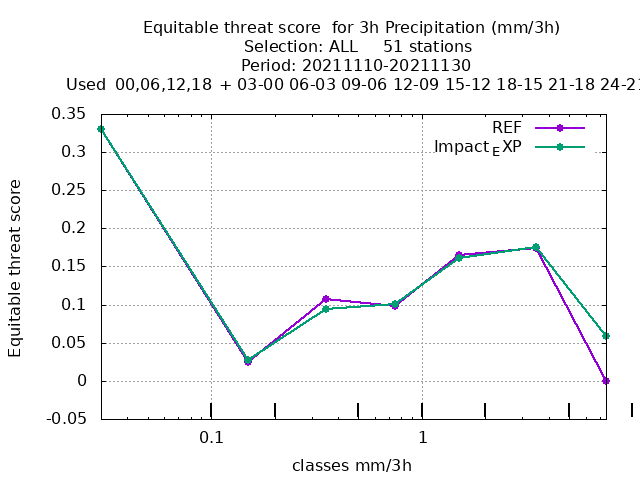 Equitable threat score  for 3h Precipitation (mm/3h)
Selection: ALL     51 stations
Period: 20211110-20211130
Used  00,06,12,18  + 03-00 06-03 09-06 12-09 15-12 18-15 21-18 24-21
0.35
0.3
0.25
0.2
0.15
0.1
0.05
0
-0.05
Equitable threat score
REF
Impact_EXP
0.1
1
classes mm/3h